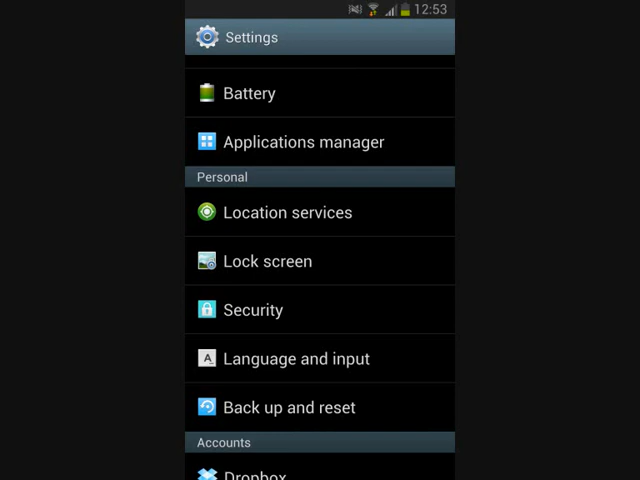 12:53
Settings
Battery
Applications manager
Personal
Location services
Lock screen
Security
A Language and input
Back up and reset
Accounts
Dropbox